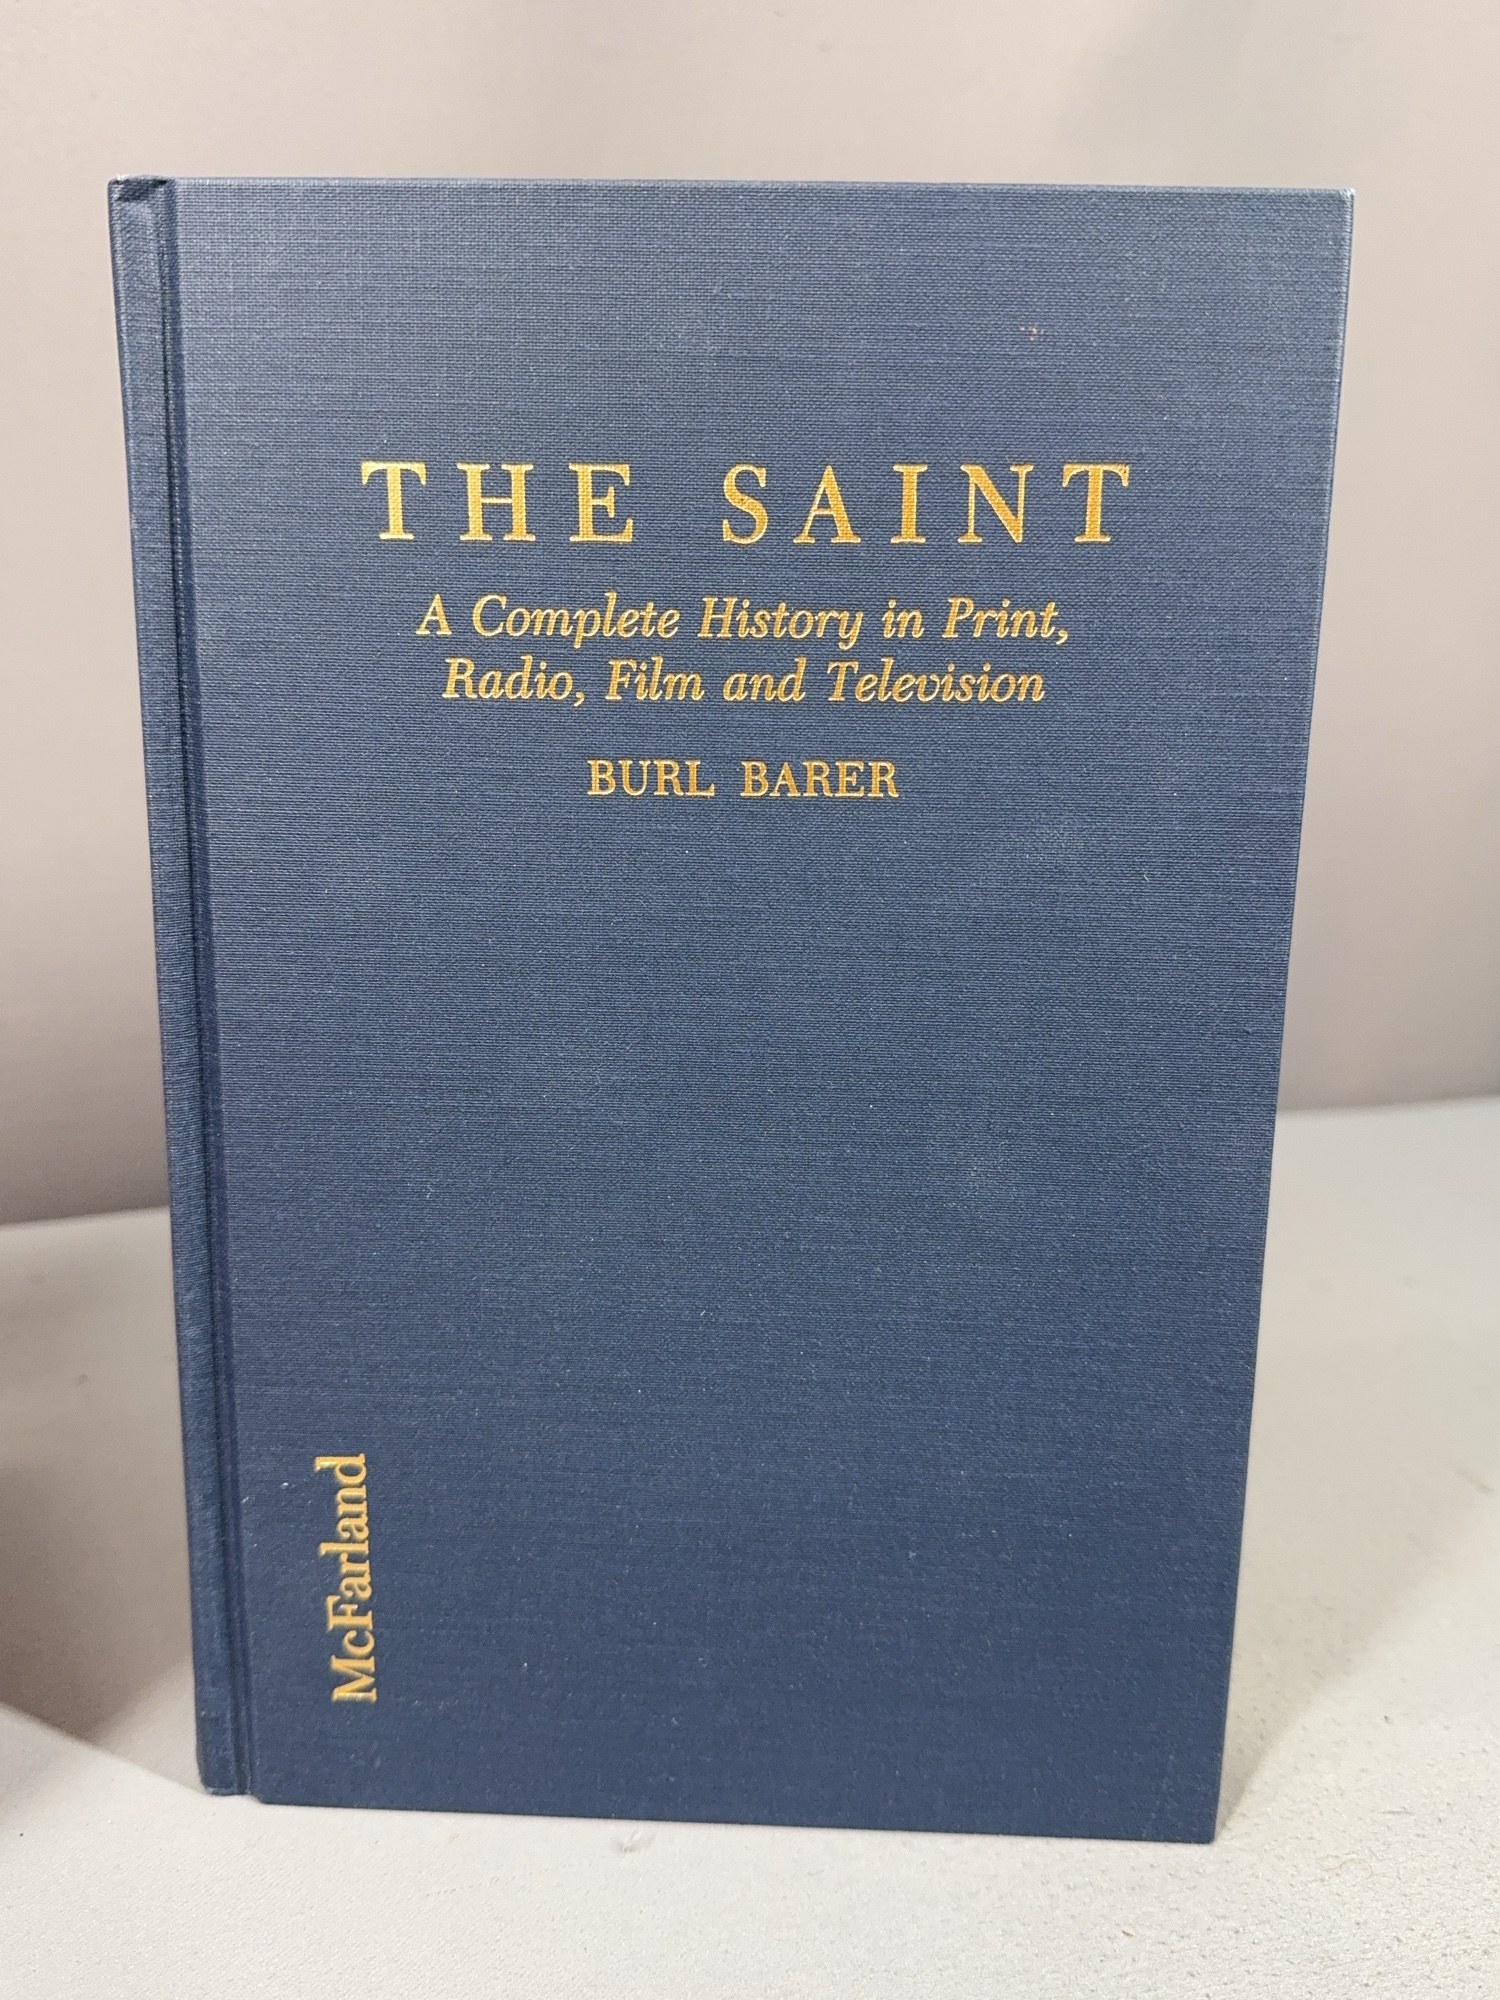 THE SAINT
A Complete History in Print,
Radio, Film and Television
BURL BARER
McFarland